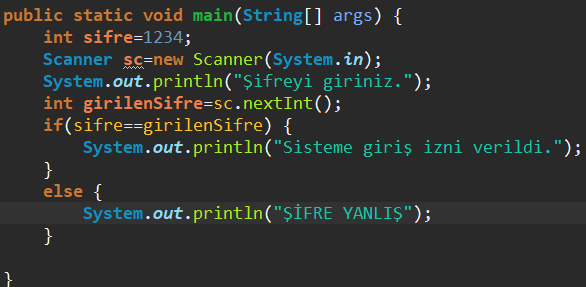 public static void main(String[] args) {
int sifre=1234;
Scanner sc=new Scanner(System.in);
System.out.println("Şifreyi giriniz.");
int girilenSifre=sc.nextInt();
if(sifre==girilenSifre) {
System.out.println("Sisteme giriş izni verildi.");
}
else {
System.out.println("ŞİFRE YANLIŞ");
}
}